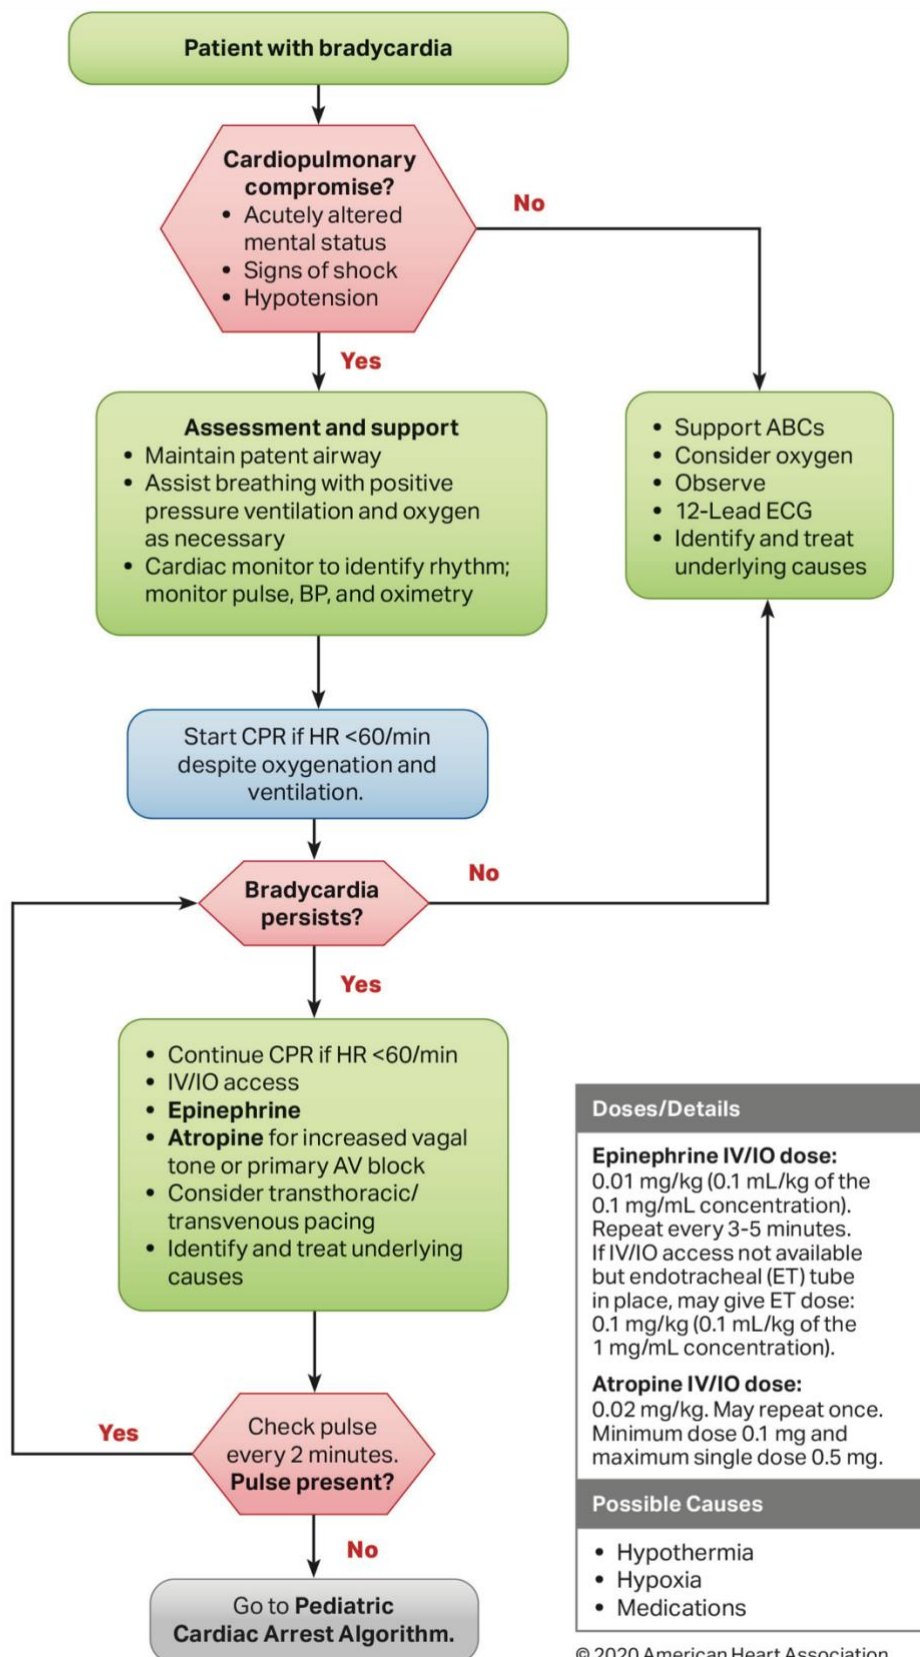 Patient with bradycardia
Cardiopulmonary
compromise?
• Acutely altered
mental status
• Signs of shock
• Hypotension
No
Yes
Assessment and support
• Maintain patent airway
• Assist breathing with positive
pressure ventilation and oxygen
as necessary
• Cardiac monitor to identify rhythm;
monitor pulse, BP, and oximetry
• Support ABCs
• Consider oxygen
• Observe
• 12-Lead ECG
• Identify and treat
underlying causes
Start CPR if HR <60/min
despite oxygenation and
ventilation.
Bradycardia
persists?
No
Yes
• Continue CPR if HR <60/min
• IV/IO access
• Epinephrine
• Atropine for increased vagal
tone or primary AV block
• Consider transthoracic/
transvenous pacing
• Identify and treat underlying
causes
Check pulse
every 2 minutes.
Pulse present?
Yes
No
Go to Pediatric
Cardiac Arrest Algorithm.
Doses/Details
Epinephrine IV/IO dose:
0.01 mg/kg (0.1 mL/kg of the
0.1 mg/mL concentration).
Repeat every 3-5 minutes.
If IV/IO access not available
but endotracheal (ET) tube
in place, may give ET dose:
0.1 mg/kg (0.1 mL/kg of the
1 mg/mL concentration).
Atropine IV/IO dose:
0.02 mg/kg. May repeat once.
Minimum dose 0.1 mg and
maximum single dose 0.5 mg.
Possible Causes
• Hypothermia
• Hypoxia
• Medications
© 2020 American Heart Association